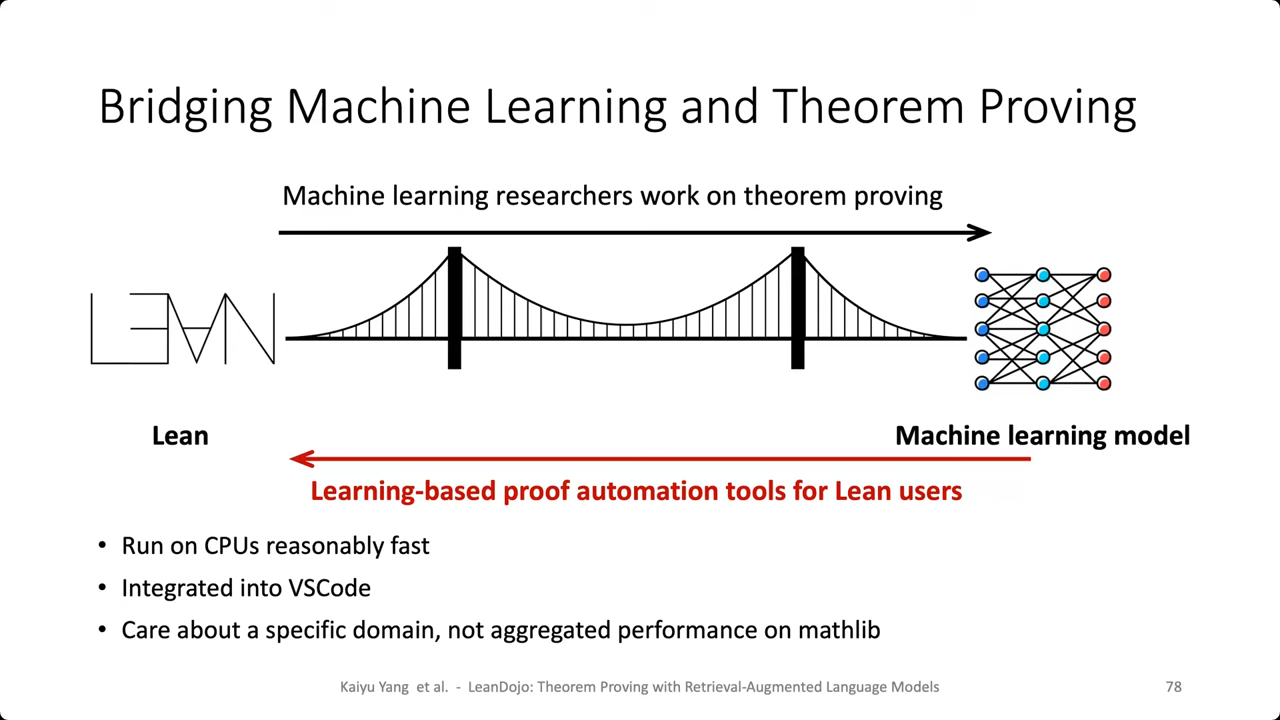 Bridging Machine Learning and Theorem Proving
Machine learning researchers work on theorem proving
LEAN
Lean
Machine learning model
Learning-based proof automation tools for Lean users
• Run on CPUs reasonably fast
• Integrated into VSCode
• Care about a specific domain, not aggregated performance on mathlib
Kaiyu Yang et al. - LeanDojo: Theorem Proving with Retrieval-Augmented Language Models
78